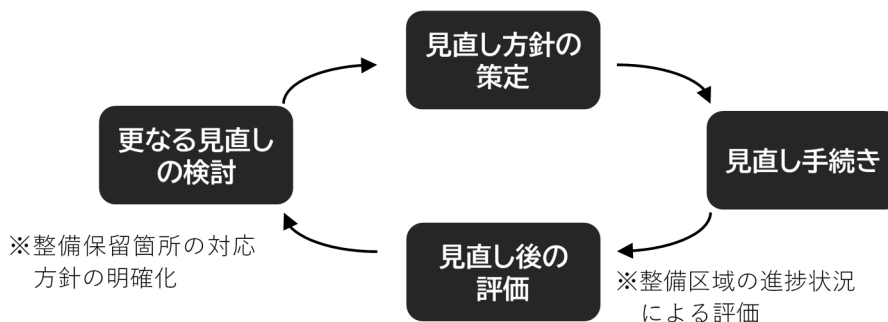 見直し方針の
策定
更なる見直し
の検討
見直し手続き
見直し後の
評価
※整備保留箇所の対応
方針の明確化
※整備区域の進捗状況
による評価